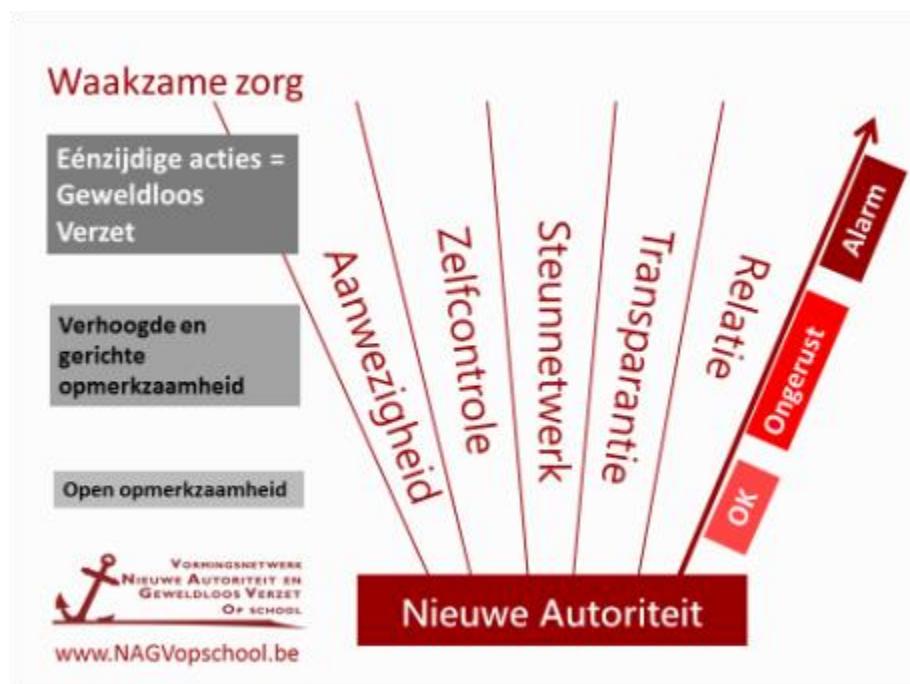 Waakzame zorg
Eénzijdige acties =
Geweldloos
Verzet
Verhoogde en
gerichte
opmerkzaamheid
Open opmerkzaamheid
Aanwezigheid
Zelfcontrole
Steunnetwerk
Transparantie
Relatie
Alarm
Ongerust
OK
Nieuwe Autoriteit
Vormingsnetwerk
Nieuwe Autoriteit en
Geweldloos Verzet
Op school
www.NAGVopschool.be